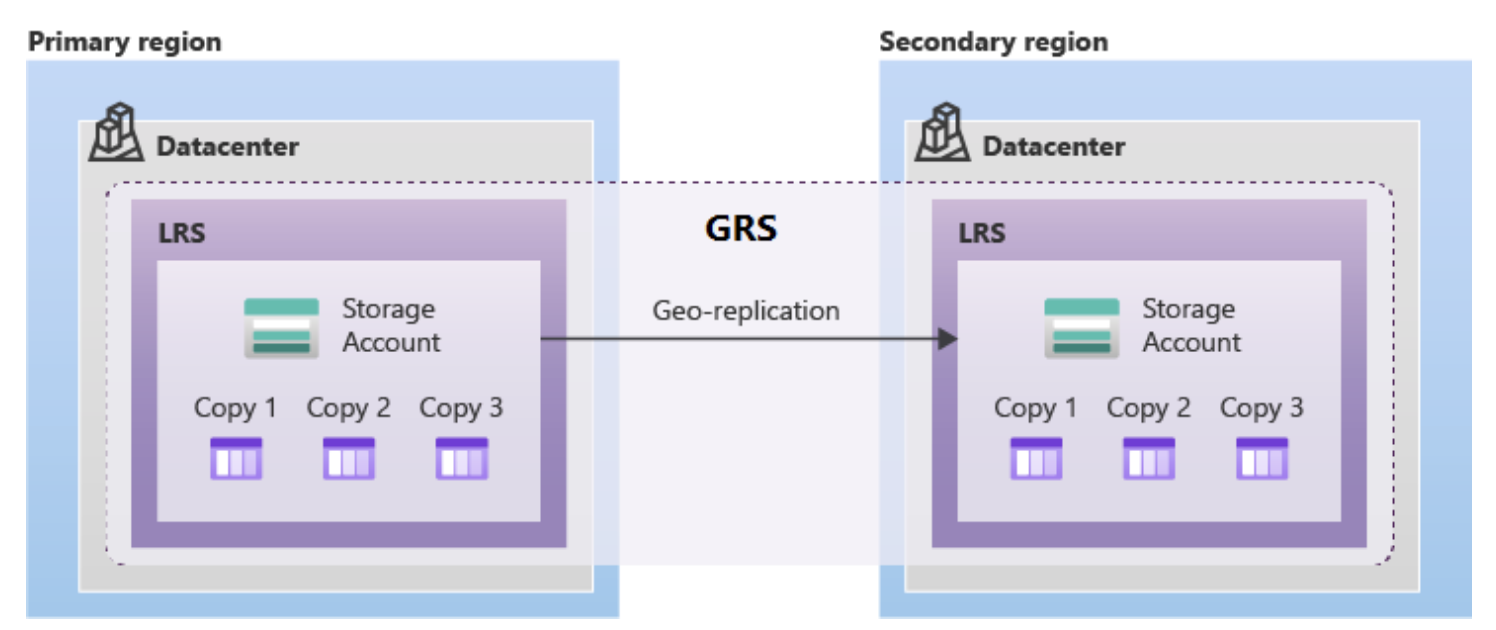 Primary region
Secondary region
Datacenter
Datacenter
GRS
LRS
LRS
Storage
Account
Geo-replication
Storage
Account
Copy 1 Copy 2 Copy 3
Copy 1 Copy 2 Copy 3